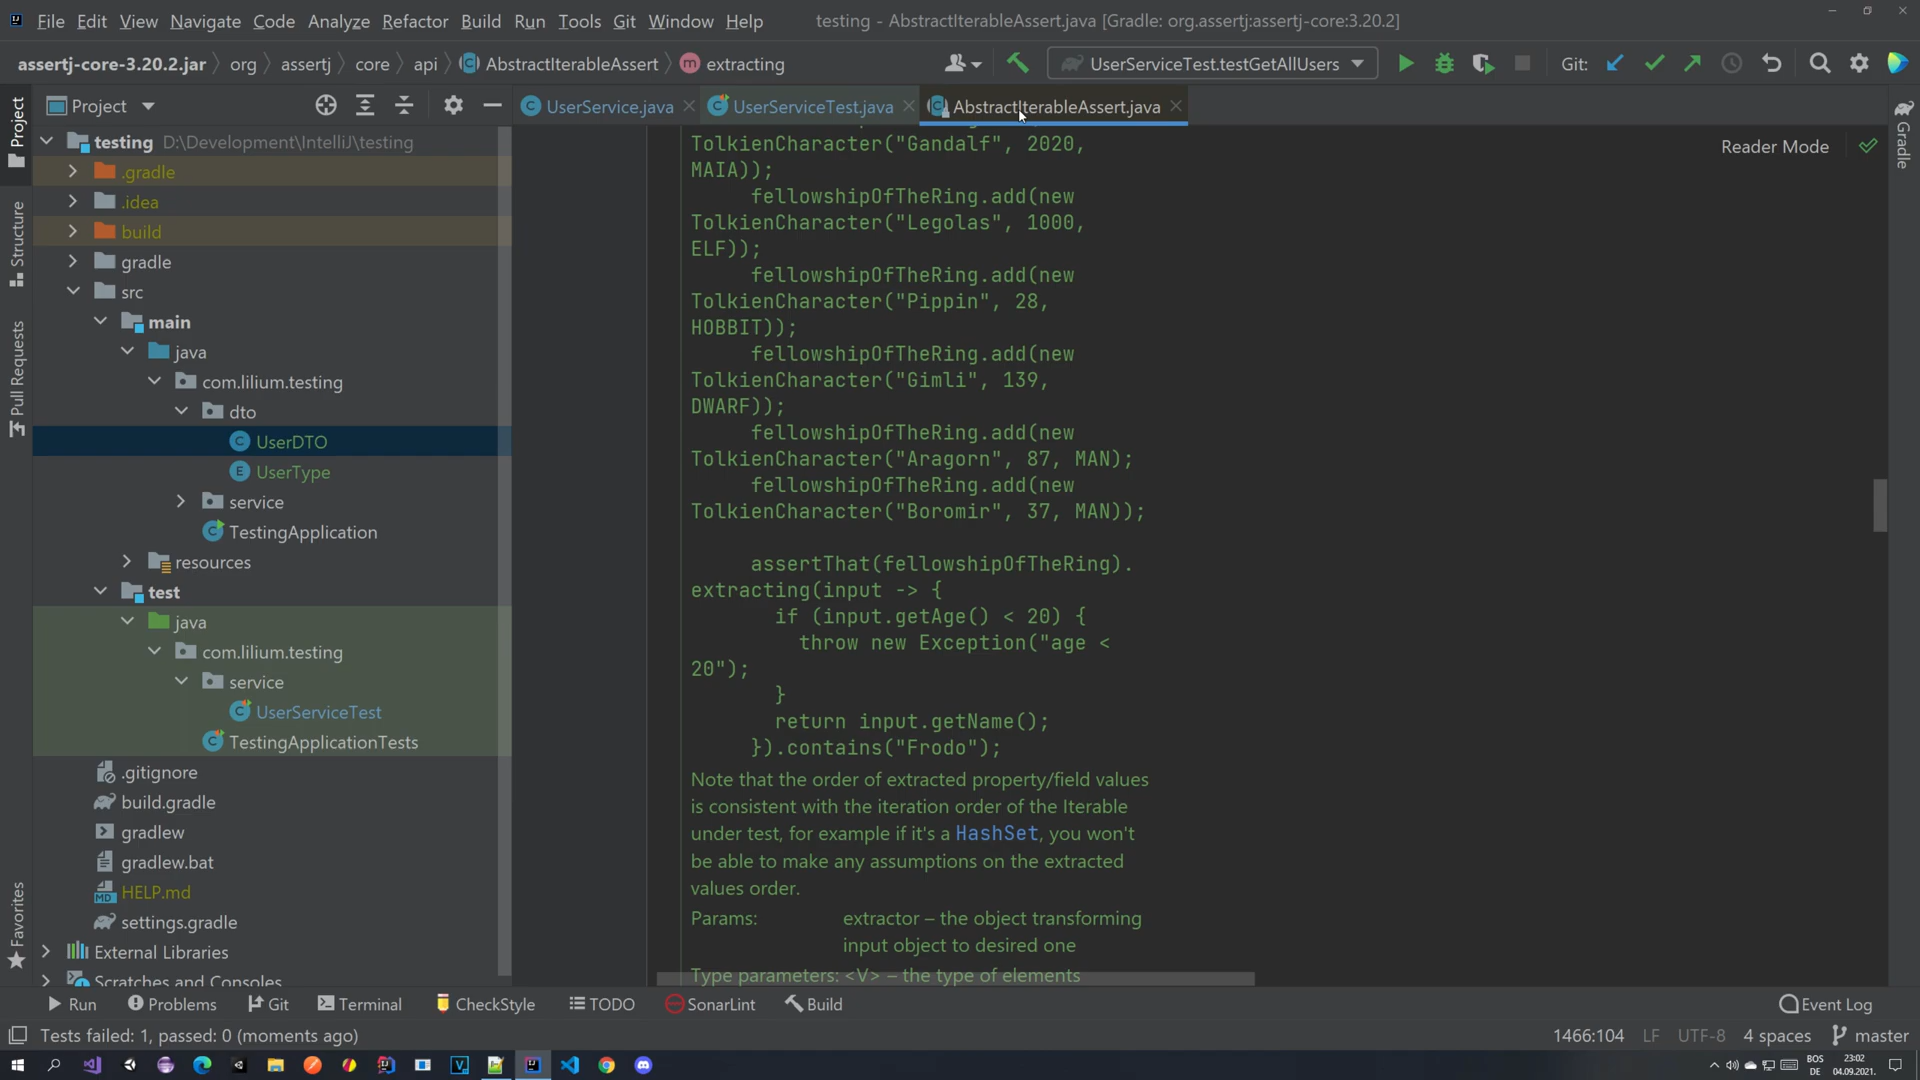 File Edit View Navigate Code Analyze Refactor Build Run Tools Git Window Help testing - AbstractIterableAssert.java [Gradle: org.assertj:assertj-core:3.20.2]
assertj-core-3.20.2.jar org assertj core api AbstractIterableAssert extracting UserServiceTest.testGetAllUsers Git:
Project UserService.java UserServiceTest.java AbstractIterableAssert.java
Project
Structure
Pull Requests
Favorites
Gradle
testing D:\Development\IntelliJ\testing
.gradle
.idea
build
gradle
src
main
java
com.lilium.testing
dto
UserDTO
UserType
service
TestingApplication
resources
test
java
com.lilium.testing
service
UserServiceTest
TestingApplicationTests
.gitignore
build.gradle
gradlew
gradlew.bat
HELP.md
settings.gradle
External Libraries
Scratches and Consoles
Reader Mode
TolkienCharacter("Gandalf", 2020,
MAIA));
fellowshipOfTheRing.add(new
TolkienCharacter("Legolas", 1000,
ELF));
fellowshipOfTheRing.add(new
TolkienCharacter("Pippin", 28,
HOBBIT));
fellowshipOfTheRing.add(new
TolkienCharacter("Gimli", 139,
DWARF));
fellowshipOfTheRing.add(new
TolkienCharacter("Aragorn", 87, MAN);
fellowshipOfTheRing.add(new
TolkienCharacter("Boromir", 37, MAN));
assertThat(fellowshipOfTheRing).
extracting(input -> {
if (input.getAge() < 20) {
throw new Exception("age <
20");
}
return input.getName();
}).contains("Frodo");
Note that the order of extracted property/field values
is consistent with the iteration order of the Iterable
under test, for example if it's a HashSet, you won't
be able to make any assumptions on the extracted
values order.
Params: extractor – the object transforming
input object to desired one
Type parameters: <V> – the type of elements
Run Problems Git Terminal CheckStyle TODO SonarLint Build Event Log
Tests failed: 1, passed: 0 (moments ago) 1466:104 LF UTF-8 4 spaces master
BOS
DE
23:02
04.09.2021.